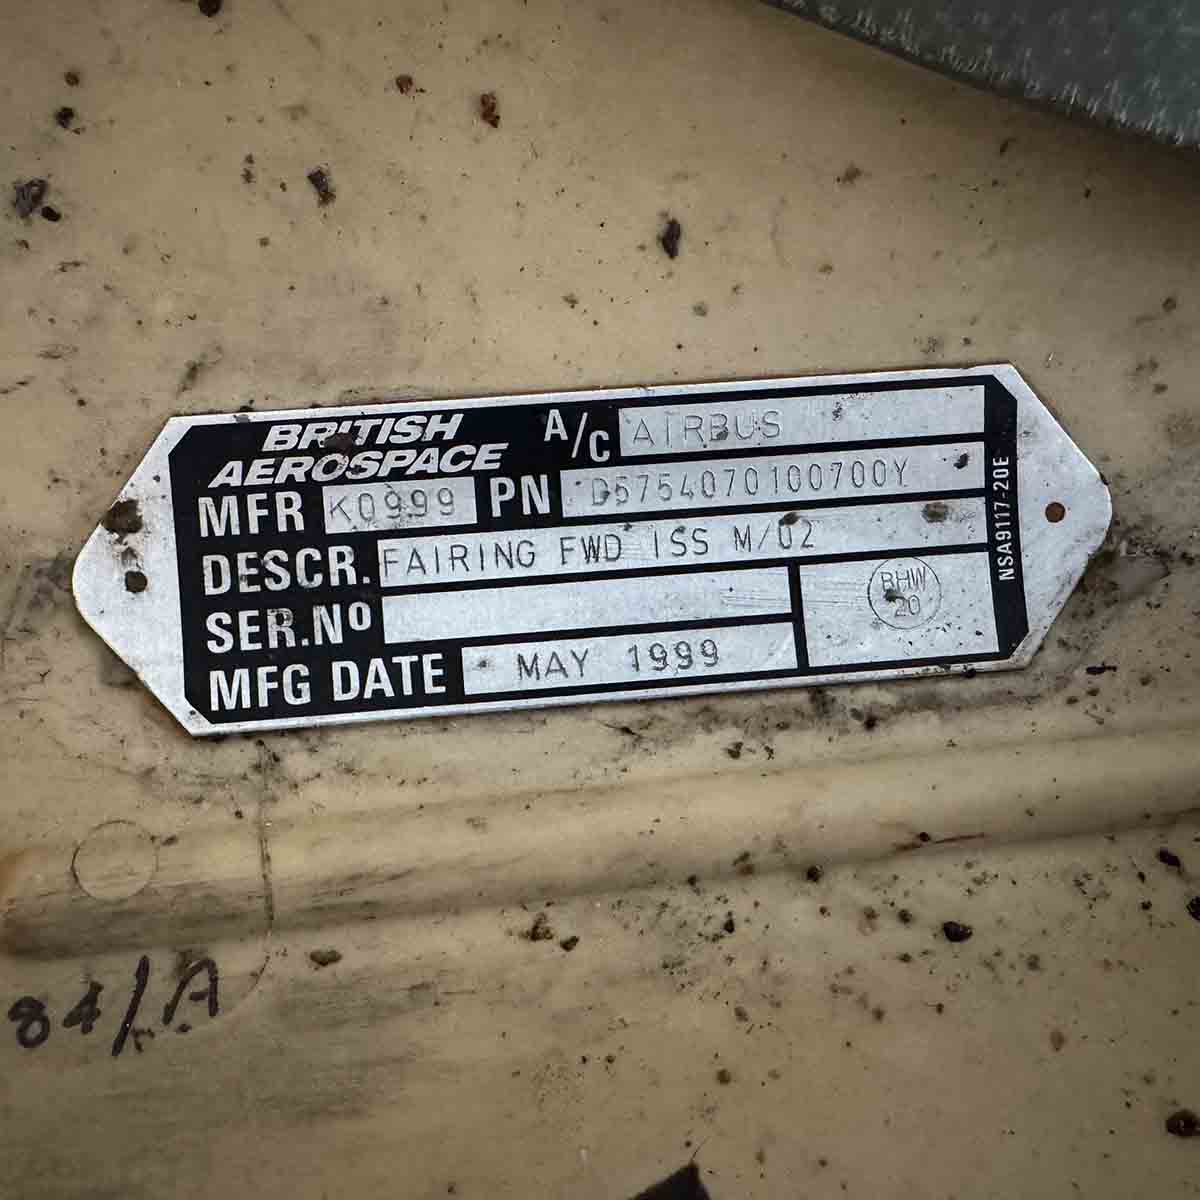 BRITISH AEROSPACE A/C AIRBUS
MFR K0999 PN D5754070100700Y
DESCR. FAIRING FWD ISS M/02
SER.Nº
MFG DATE MAY 1999
BHW 20
NSA9117-20E
84/A